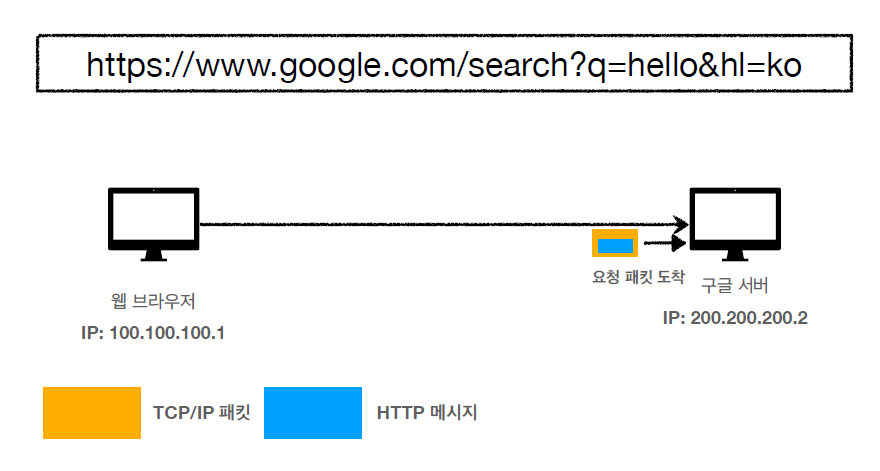 https://www.google.com/search?q=hello&hl=ko
요청 패킷 도착
웹 브라우저
구글 서버
IP: 100.100.100.1
IP: 200.200.200.2
TCP/IP 패킷
HTTP 메시지